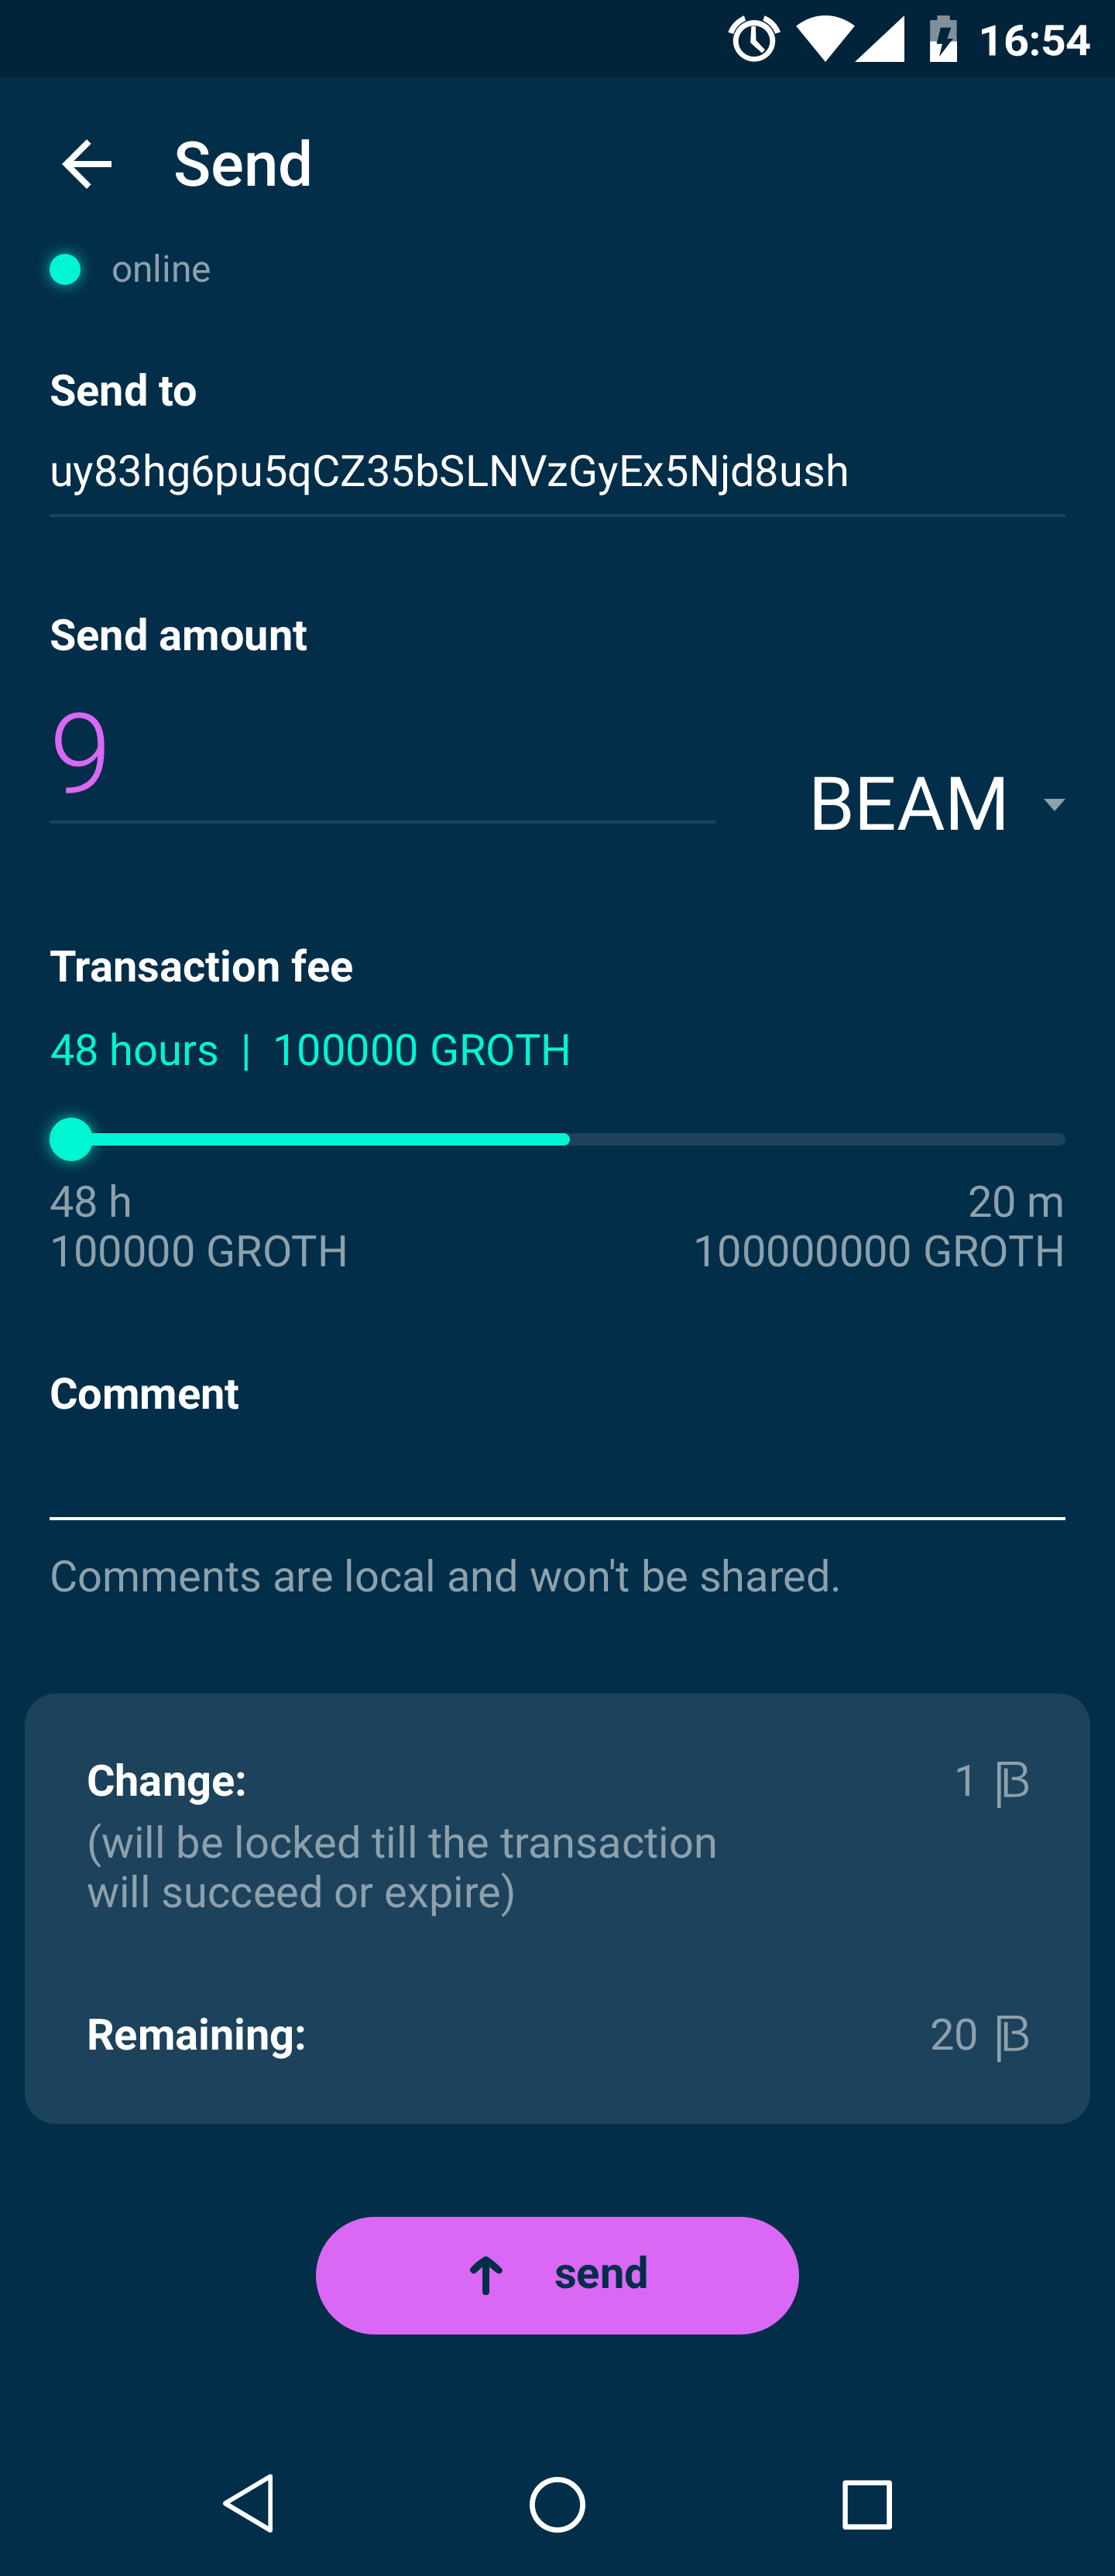 16:54
Send
online
Send to
uy83hg6pu5qCZ35bSLNVzGyEx5Njd8ush
Send amount
9
BEAM
Transaction fee
48 hours | 100000 GROTH
48 h
20 m
100000 GROTH
100000000 GROTH
Comment
Comments are local and won't be shared.
Change:
1
(will be locked till the transaction
will succeed or expire)
Remaining:
20
send